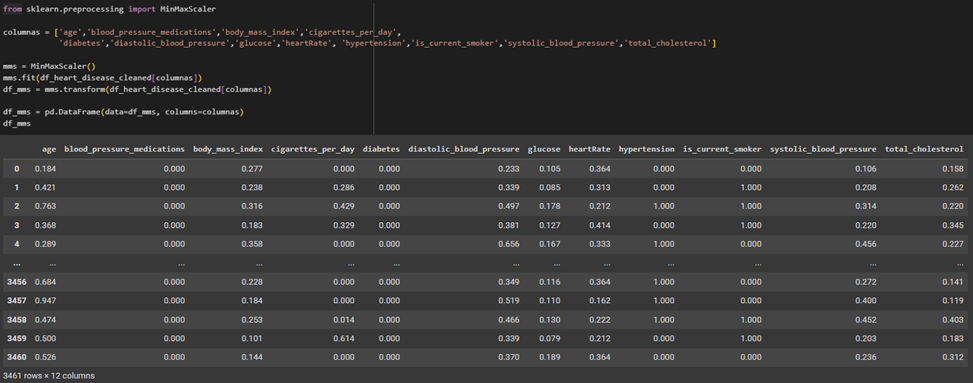 from sklearn.preprocessing import MinMaxScaler
columnas = ['age','blood_pressure_medications','body_mass_index','cigarettes_per_day',
'diabetes','diastolic_blood_pressure','glucose','heartRate', 'hypertension','is_current_smoker','systolic_blood_pressure','total_cholesterol']
mms = MinMaxScaler()
mms.fit(df_heart_disease_cleaned[columnas])
df_mms = mms.transform(df_heart_disease_cleaned[columnas])
df_mms = pd.DataFrame(data=df_mms, columns=columnas)
df_mms
age blood_pressure_medications body_mass_index cigarettes_per_day diabetes diastolic_blood_pressure glucose heartRate hypertension is_current_smoker systolic_blood_pressure total_cholesterol
0 0.184 0.000 0.277 0.000 0.000 0.233 0.105 0.364 0.000 0.000 0.106 0.158
1 0.421 0.000 0.238 0.286 0.000 0.339 0.085 0.313 0.000 1.000 0.208 0.262
2 0.763 0.000 0.316 0.429 0.000 0.497 0.178 0.212 1.000 1.000 0.314 0.220
3 0.368 0.000 0.183 0.329 0.000 0.381 0.127 0.414 0.000 1.000 0.220 0.345
4 0.289 0.000 0.358 0.000 0.000 0.656 0.167 0.333 1.000 0.000 0.456 0.227
... ... ... ... ... ... ... ... ... ... ... ... ...
3456 0.684 0.000 0.228 0.000 0.000 0.349 0.116 0.364 1.000 0.000 0.272 0.141
3457 0.947 0.000 0.184 0.000 0.000 0.519 0.110 0.162 1.000 0.000 0.400 0.119
3458 0.474 0.000 0.253 0.014 0.000 0.466 0.130 0.222 1.000 1.000 0.452 0.403
3459 0.500 0.000 0.101 0.614 0.000 0.339 0.079 0.212 0.000 1.000 0.203 0.183
3460 0.526 0.000 0.144 0.000 0.000 0.370 0.189 0.364 0.000 0.000 0.236 0.312
3461 rows × 12 columns